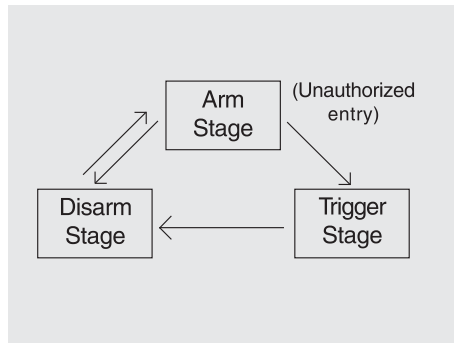 Arm
Stage
(Unauthorized
entry)
Disarm
Stage
Trigger
Stage